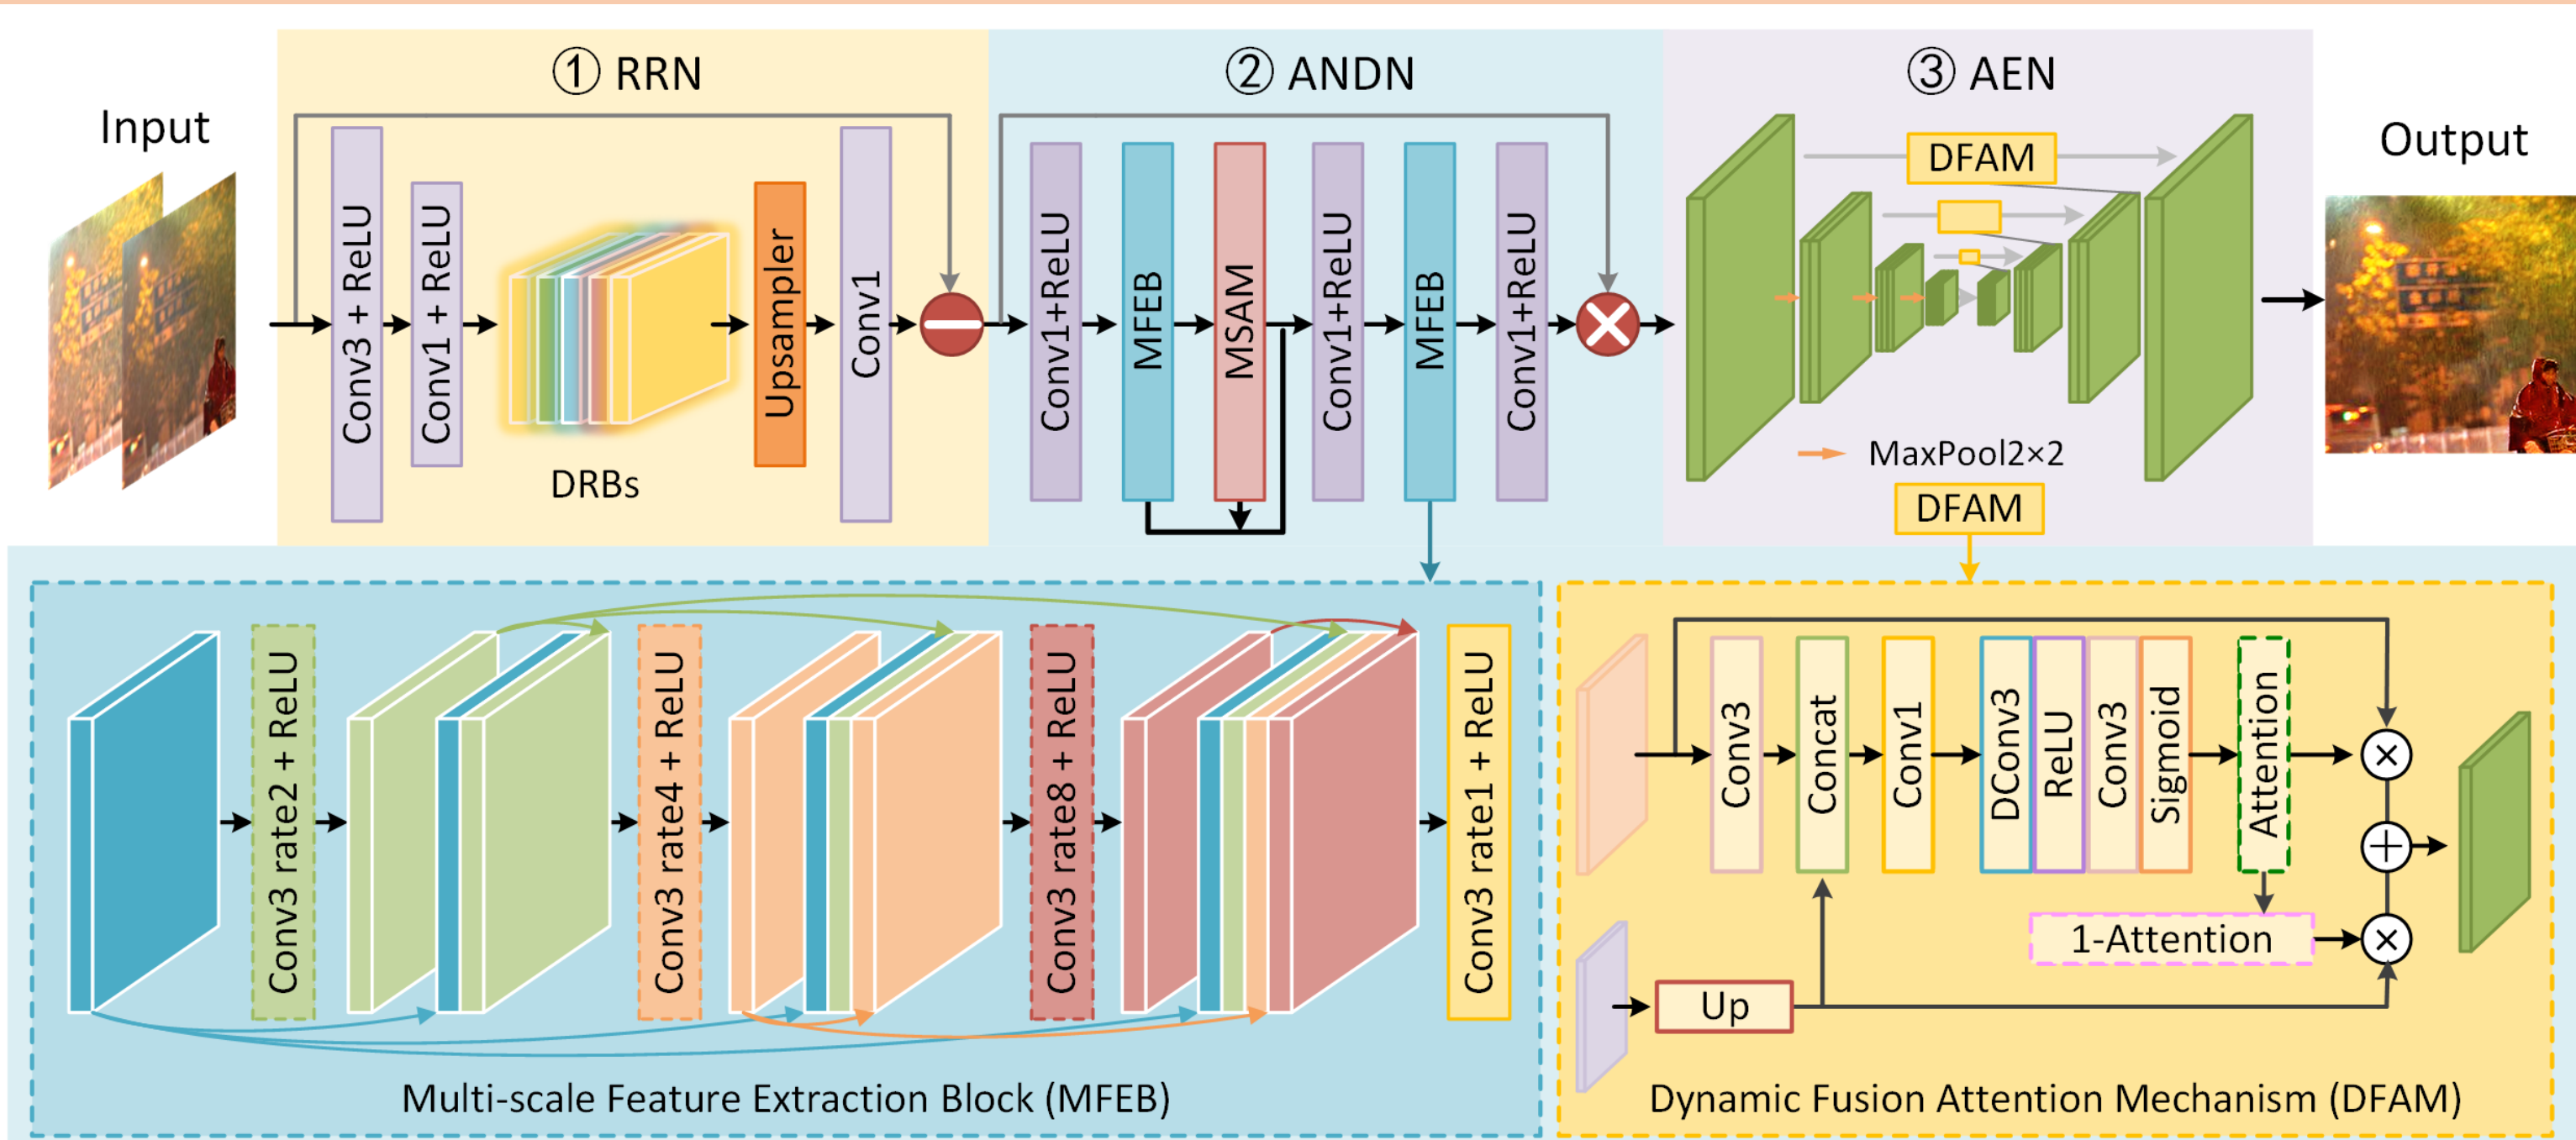 ① RRN
② ANDN
③ AEN
Input
Output
Conv3 + ReLU
Conv1 + ReLU
DRBs
Upsampler
Conv1
Conv1+ReLU
MFEB
MSAM
Conv1+ReLU
MFEB
Conv1+ReLU
DFAM
MaxPool2×2
DFAM
Conv3 rate2 + ReLU
Conv3 rate4 + ReLU
Conv3 rate8 + ReLU
Conv3 rate1 + ReLU
Multi-scale Feature Extraction Block (MFEB)
Conv3
Concat
Conv1
DConv3
ReLU
Conv3
Sigmoid
Attention
1-Attention
Up
Dynamic Fusion Attention Mechanism (DFAM)